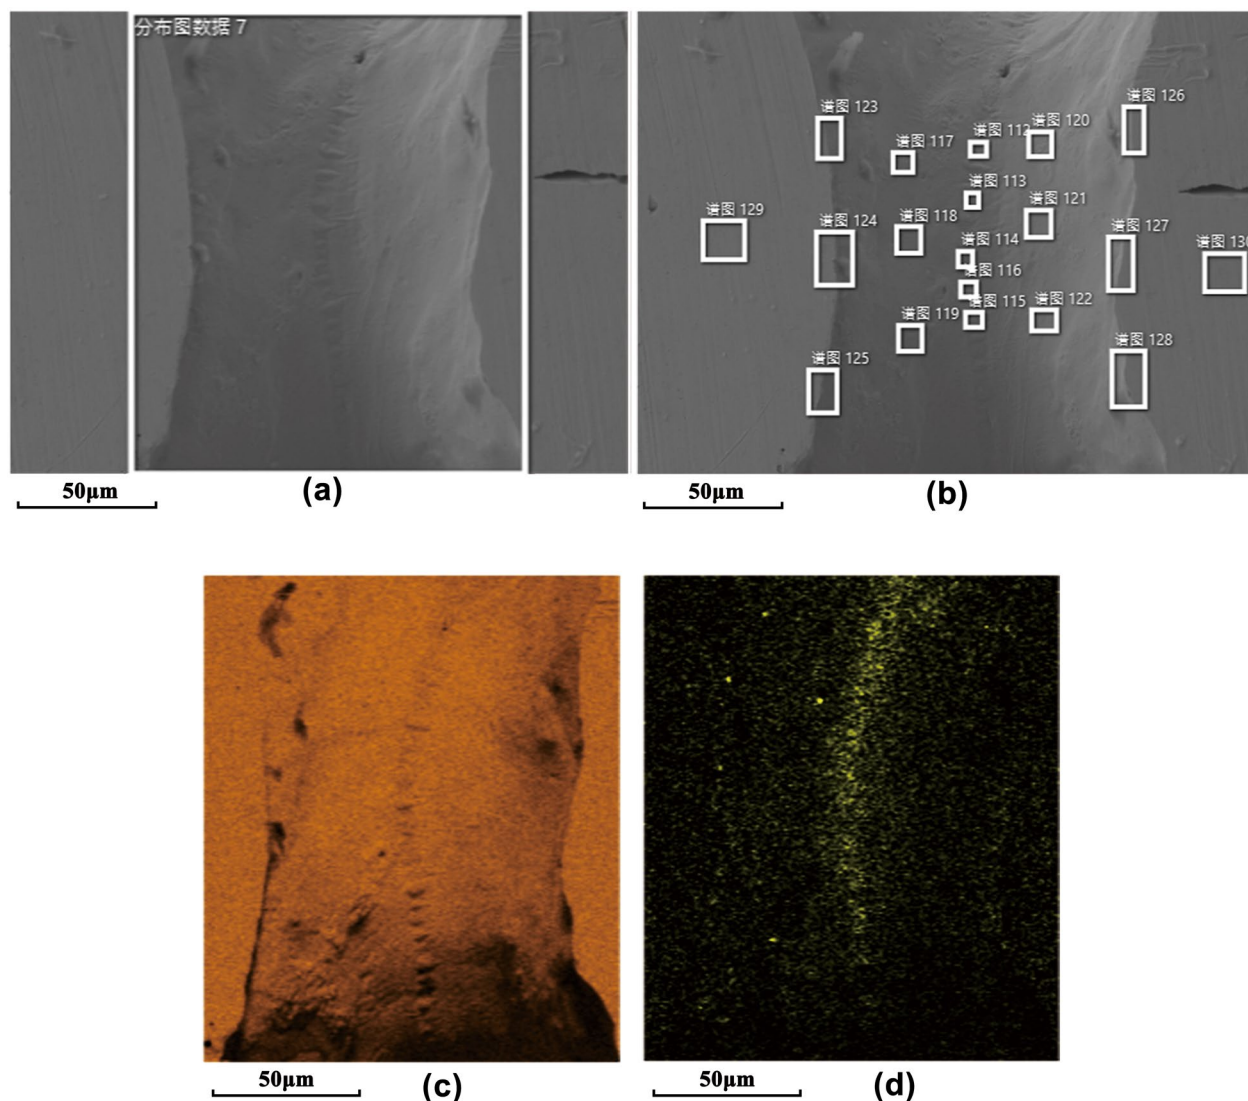 分布图数据 7
50μm
(a)
谱图 123
谱图 117
谱图 112
谱图 120
谱图 126
谱图 113
谱图 129
谱图 124
谱图 118
谱图 121
谱图 127
谱图 114
谱图 130
谱图 116
谱图 119
谱图 115
谱图 122
谱图 125
谱图 128
50μm
(b)
50μm
(c)
50μm
(d)